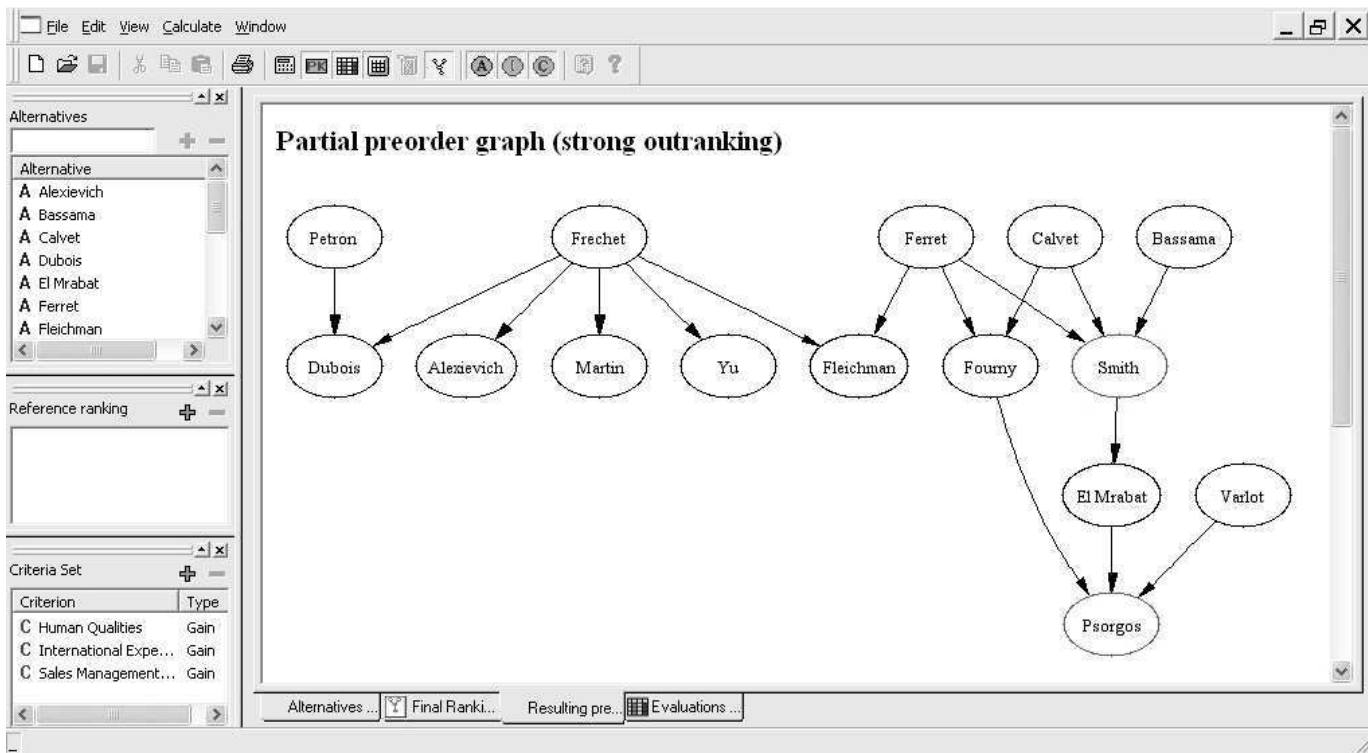 File Edit View Calculate Window
PK
A I C
Alternatives
Alternative
A Alexievich
A Bassama
A Calvet
A Dubois
A El Mrabat
A Ferret
A Fleichman
Reference ranking
Criteria Set
Criterion Type
C Human Qualities Gain
C International Expe... Gain
C Sales Management... Gain
Partial preorder graph (strong outranking)
Petron Frechet Ferret Calvet Bassama
Dubois Alexievich Martin Yu Fleichman Fourny Smith
El Mrabat Varlot
Psorgos
Alternatives ... Final Ranki... Resulting pre... Evaluations ...